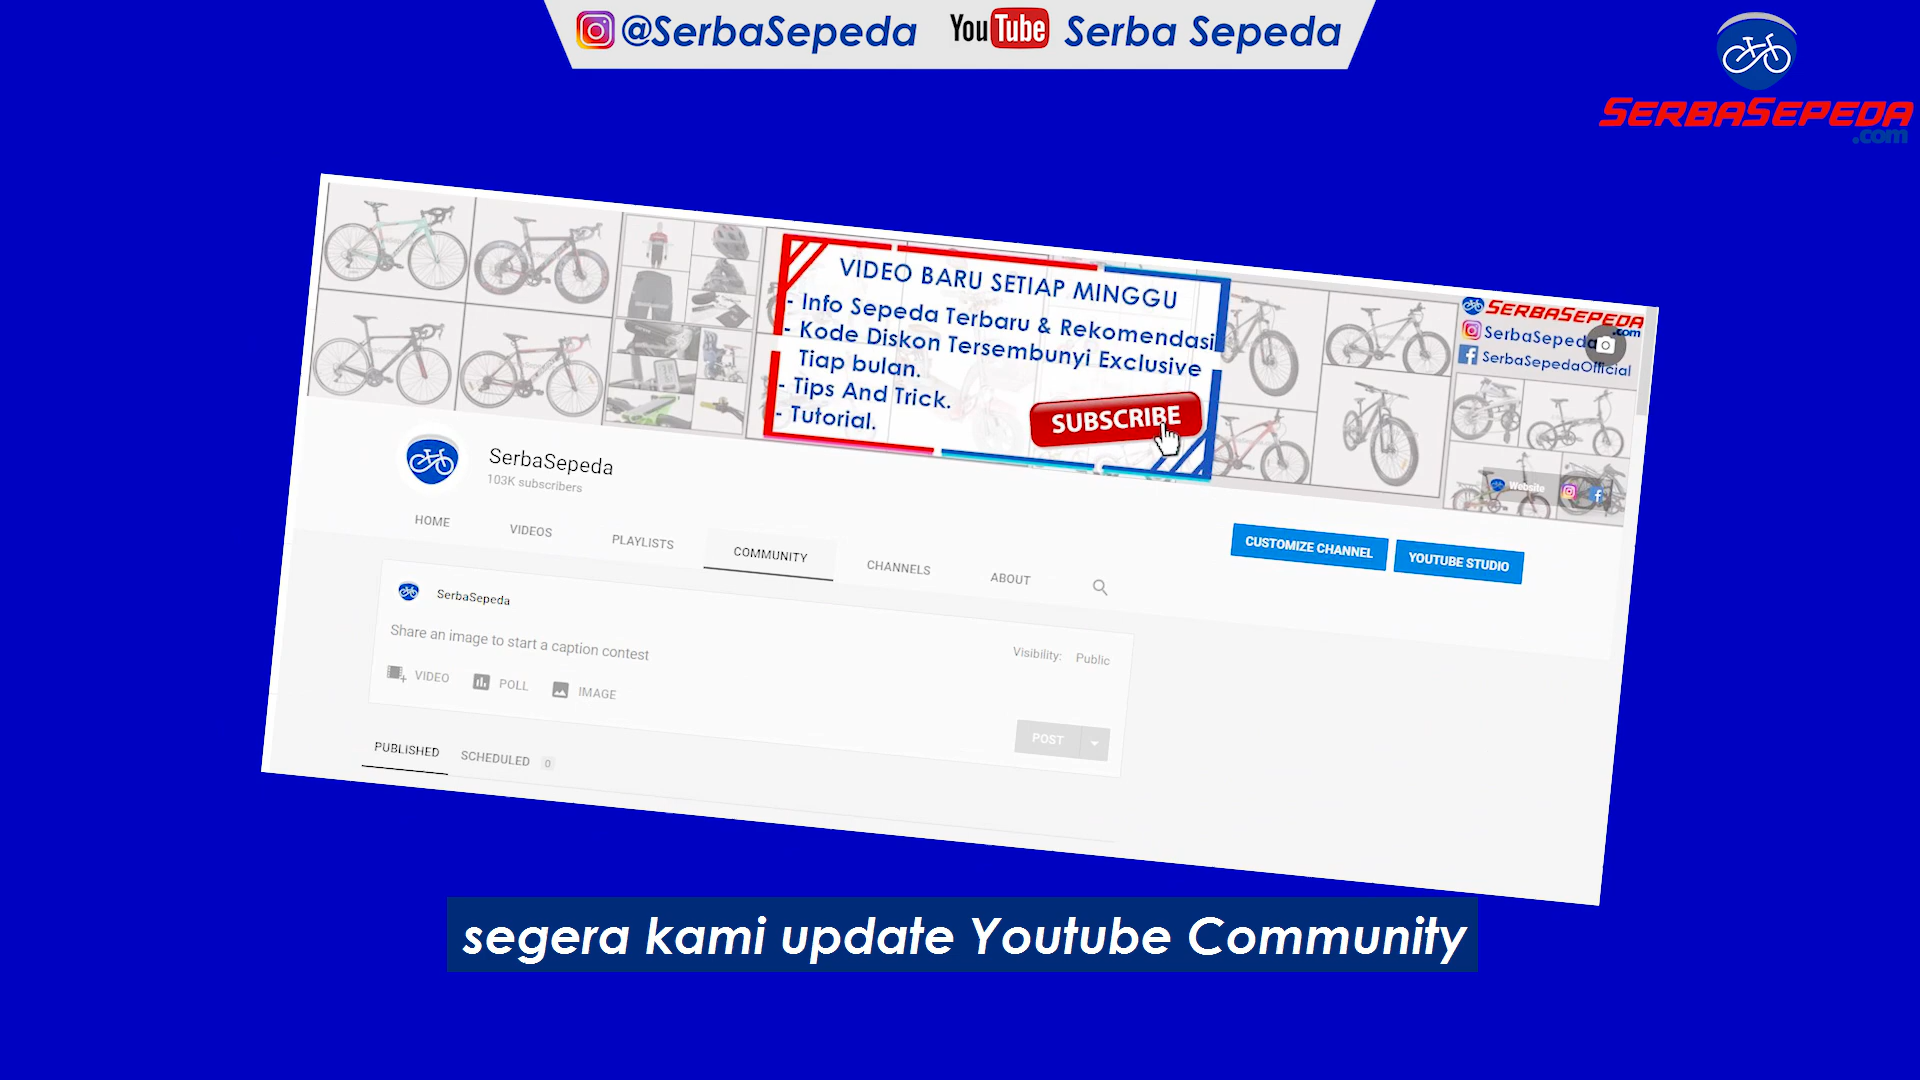 @SerbaSepeda YouTube Serba Sepeda
SERBASEPEDA
.com
VIDEO BARU SETIAP MINGGU
- Info Sepeda Terbaru & Rekomendasi
- Kode Diskon Tersembunyi Exclusive
Tiap bulan.
- Tips And Trick.
- Tutorial.
SUBSCRIBE
SERBASEPEDA
.com
SerbaSepeda
SerbaSepedaOfficial
Website
SerbaSepeda
103K subscribers
CUSTOMIZE CHANNEL YOUTUBE STUDIO
HOME VIDEOS PLAYLISTS COMMUNITY CHANNELS ABOUT
SerbaSepeda
Share an image to start a caption contest
Visibility: Public
VIDEO POLL IMAGE
POST
PUBLISHED SCHEDULED 0
segera kami update Youtube Community